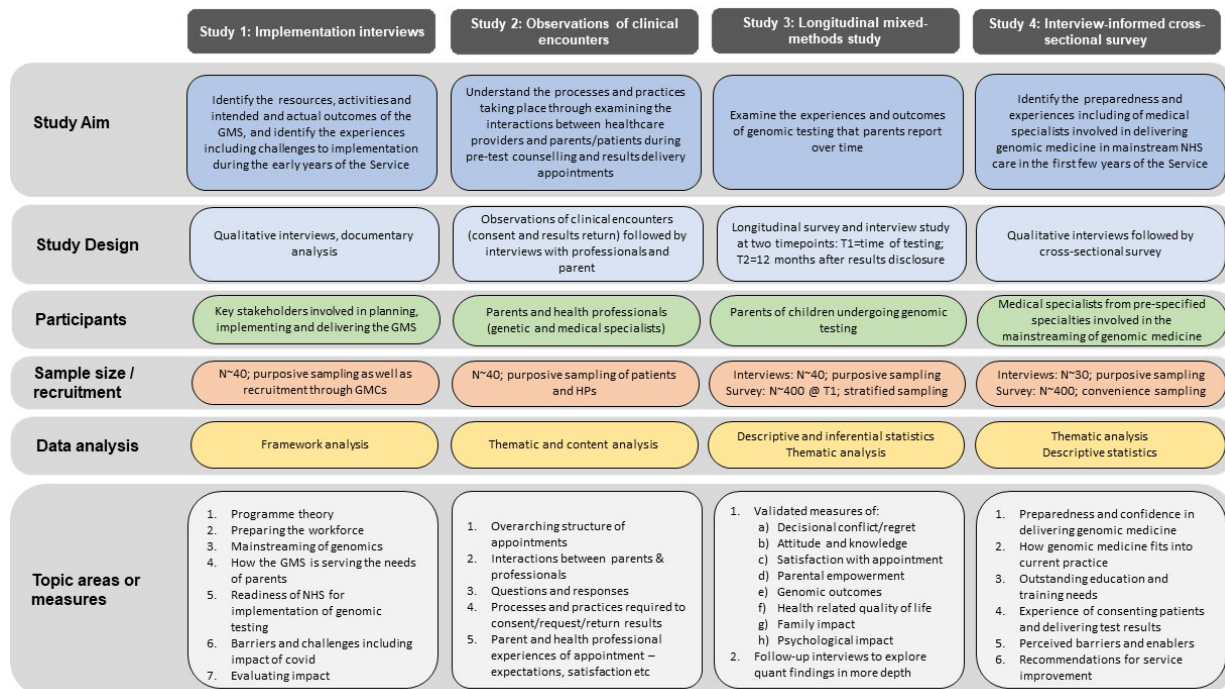 Study 1: Implementation interviews
Study 2: Observations of clinical
encounters
Study 3: Longitudinal mixed-
methods study
Study 4: Interview-informed cross-
sectional survey
Study Aim
Identify the resources, activities and
intended and actual outcomes of the
GMS, and identify the experiences
including challenges to implementation
during the early years of the Service
Understand the processes and practices
taking place through examining the
interactions between healthcare
providers and parents/patients during
pre-test counselling and results delivery
appointments
Examine the experiences and outcomes
of genomic testing that parents report
over time
Identify the preparedness and
experiences including of medical
specialists involved in delivering
genomic medicine in mainstream NHS
care in the first few years of the Service
Study Design
Qualitative interviews, documentary
analysis
Observations of clinical encounters
(consent and results return) followed by
interviews with professionals and
parent
Longitudinal survey and interview study
at two timepoints: T1=time of testing;
T2=12 months after results disclosure
Qualitative interviews followed by
cross-sectional survey
Participants
Key stakeholders involved in planning,
implementing and delivering the GMS
Parents and health professionals
(genetic and medical specialists)
Parents of children undergoing genomic
testing
Medical specialists from pre-specified
specialties involved in the
mainstreaming of genomic medicine
Sample size /
recruitment
N~40; purposive sampling as well as
recruitment through GMCs
N~40; purposive sampling of patients
and HPs
Interviews: N~40; purposive sampling
Survey: N~400 @ T1; stratified sampling
Interviews: N~30; purposive sampling
Survey: N~400; convenience sampling
Data analysis
Framework analysis
Thematic and content analysis
Descriptive and inferential statistics
Thematic analysis
Thematic analysis
Descriptive statistics
Topic areas or
measures
1. Programme theory
2. Preparing the workforce
3. Mainstreaming of genomics
4. How the GMS is serving the needs
of parents
5. Readiness of NHS for
implementation of genomic
testing
6. Barriers and challenges including
impact of covid
7. Evaluating impact
1. Overarching structure of
appointments
2. Interactions between parents &
professionals
3. Questions and responses
4. Processes and practices required to
consent/request/return results
5. Parent and health professional
experiences of appointment –
expectations, satisfaction etc
1. Validated measures of:
a) Decisional conflict/regret
b) Attitude and knowledge
c) Satisfaction with appointment
d) Parental empowerment
e) Genomic outcomes
f) Health related quality of life
g) Family impact
h) Psychological impact
2. Follow-up interviews to explore
quant findings in more depth
1. Preparedness and confidence in
delivering genomic medicine
2. How genomic medicine fits into
current practice
3. Outstanding education and
training needs
4. Experience of consenting patients
and delivering test results
5. Perceived barriers and enablers
6. Recommendations for service
improvement